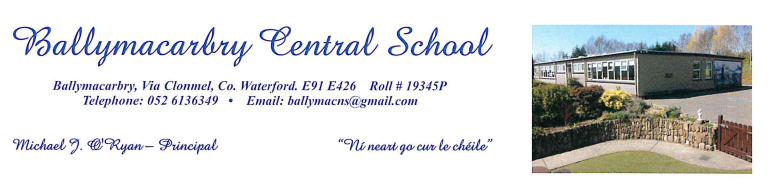 Ballymacarbry Central School
Ballymacarbry, Via Clonmel, Co. Waterford. E91 E426 Roll # 19345P
Telephone: 052 6136349 • Email: ballymacns@gmail.com
Michael J. O'Ryan – Principal
“Ní neart go cur le chéile”